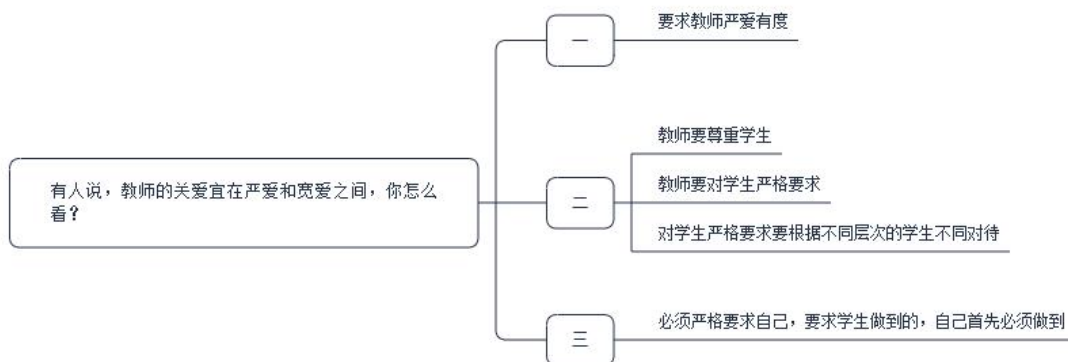 有人说，教师的关爱宜在严爱和宽爱之间，你怎么
看？
一
要求教师严爱有度
二
教师要尊重学生
教师要对学生严格要求
对学生严格要求要根据不同层次的学生不同对待
三
必须严格要求自己，要求学生做到的，自己首先必须做到